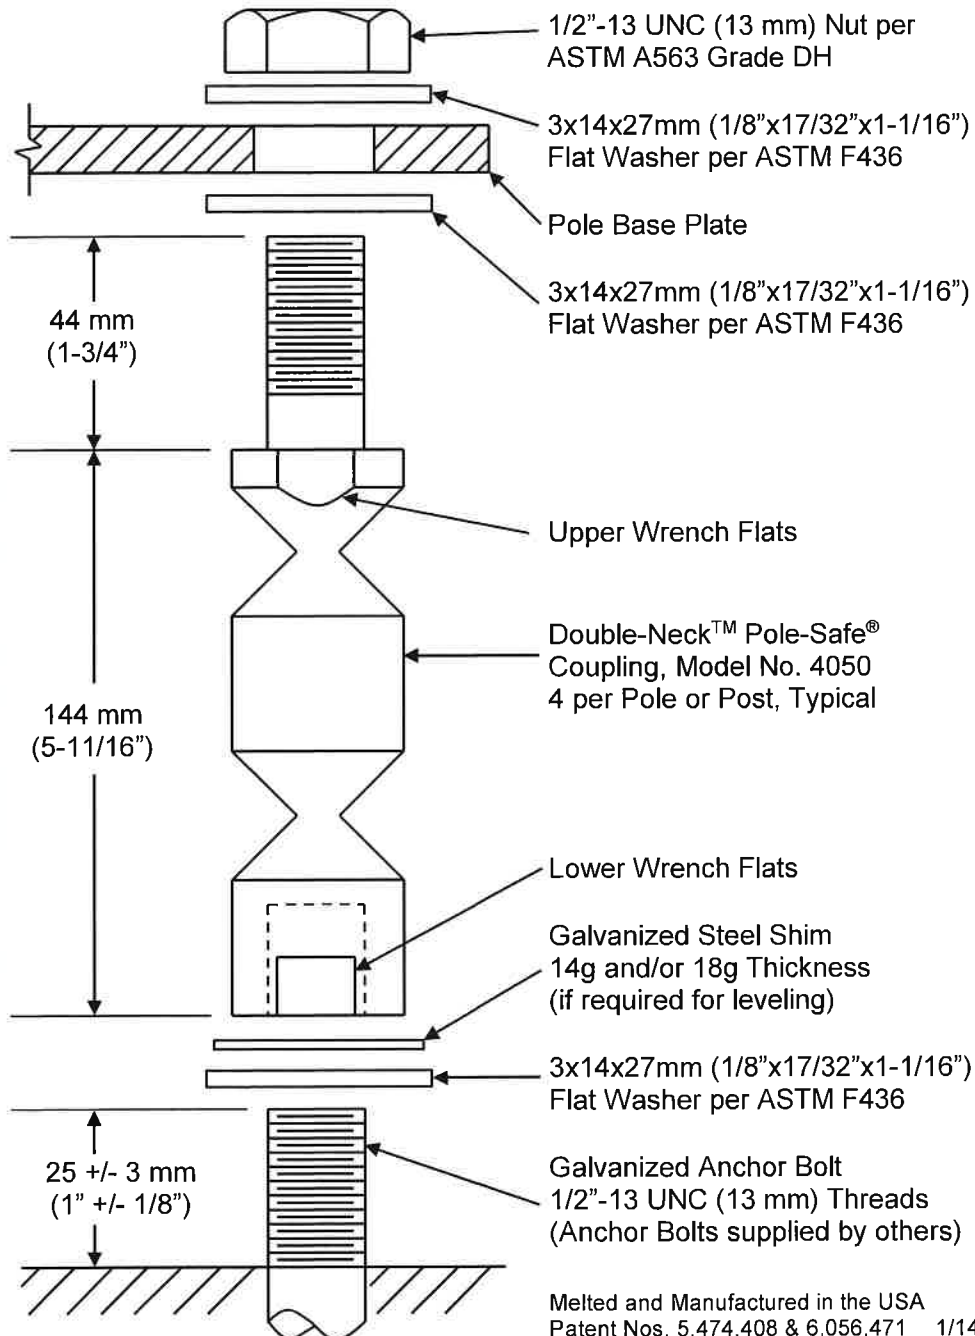 1/2”-13 UNC (13 mm) Nut per
ASTM A563 Grade DH
3x14x27mm (1/8”x17/32”x1-1/16”)
Flat Washer per ASTM F436
Pole Base Plate
3x14x27mm (1/8”x17/32”x1-1/16”)
Flat Washer per ASTM F436
44 mm
(1-3/4”)
Upper Wrench Flats
Double-Neck™ Pole-Safe®
Coupling, Model No. 4050
4 per Pole or Post, Typical
144 mm
(5-11/16”)
Lower Wrench Flats
Galvanized Steel Shim
14g and/or 18g Thickness
(if required for leveling)
3x14x27mm (1/8”x17/32”x1-1/16”)
Flat Washer per ASTM F436
25 +/- 3 mm
(1” +/- 1/8”)
Galvanized Anchor Bolt
1/2”-13 UNC (13 mm) Threads
(Anchor Bolts supplied by others)
Melted and Manufactured in the USA
Patent Nos. 5,474,408 & 6,056,471 1/14